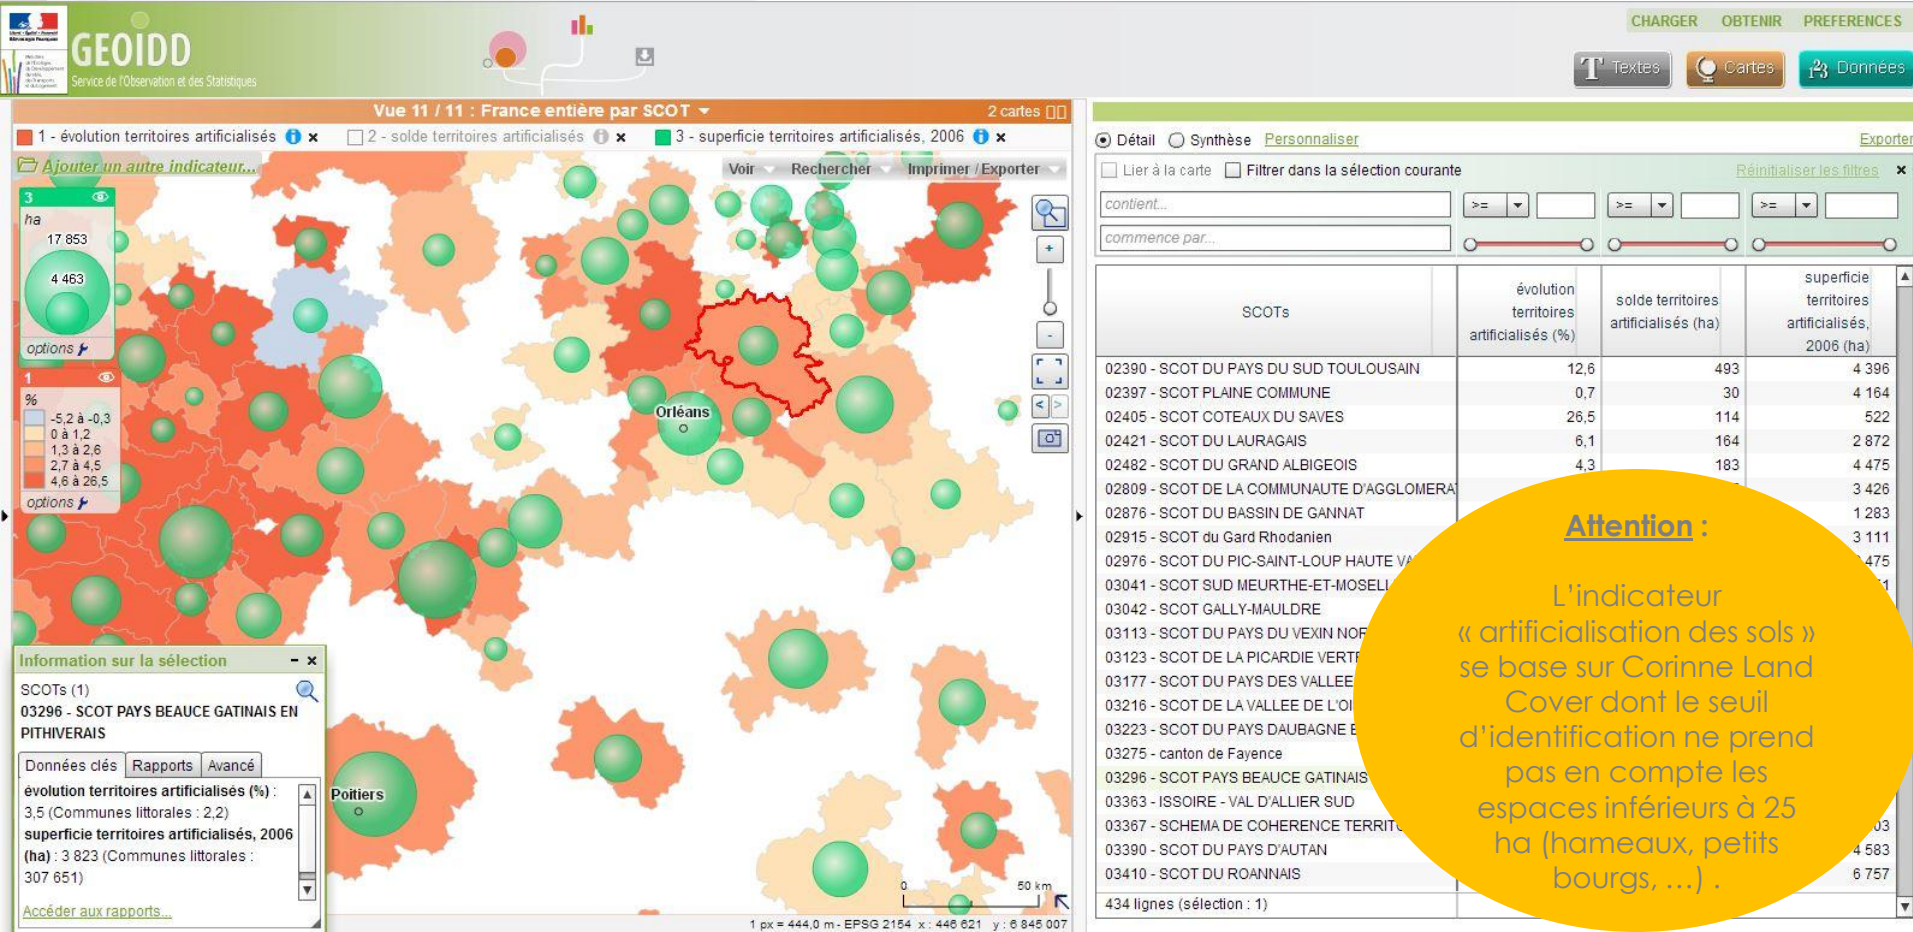 GEOIDD
Service de l'Observation et des Statistiques
CHARGER OBTENIR PREFERENCES
Textes
Cartes
Données
Vue 11 / 11 : France entière par SCOT
2 cartes
1 - évolution territoires artificialisés
2 - solde territoires artificialisés
3 - superficie territoires artificialisés, 2006
Ajouter un autre indicateur...
Voir
Rechercher
Imprimer / Exporter
3
ha
17 853
4 463
options
1
%
-5,2 à -0,3
0 à 1,2
1,3 à 2,6
2,7 à 4,5
4,6 à 26,5
options
Orléans
Poitiers
Information sur la sélection
SCOTs (1)
03296 - SCOT PAYS BEAUCE GATINAIS EN
PITHIVERAIS
Données clés
Rapports
Avancé
évolution territoires artificialisés (%) :
3,5 (Communes littorales : 2,2)
superficie territoires artificialisés, 2006
(ha) : 3 823 (Communes littorales :
307 651)
Accéder aux rapports...
0
50 km
1 px = 444,0 m - EPSG 2154 x : 446 621 y : 6 845 007
Détail
Synthèse
Personnaliser
Exporter
Lier à la carte
Filtrer dans la sélection courante
Réinitialiser les filtres
contient...
>=
>=
>=
commence par...
SCOTs
évolution
territoires
artificialisés (%)
solde territoires
artificialisés (ha)
superficie
territoires
artificialisés,
2006 (ha)
02390 - SCOT DU PAYS DU SUD TOULOUSAIN 12,6 493 4 396
02397 - SCOT PLAINE COMMUNE 0,7 30 4 164
02405 - SCOT COTEAUX DU SAVES 26,5 114 522
02421 - SCOT DU LAURAGAIS 6,1 164 2 872
02482 - SCOT DU GRAND ALBIGEOIS 4,3 183 4 475
02809 - SCOT DE LA COMMUNAUTE D'AGGLOMERA 3 426
02876 - SCOT DU BASSIN DE GANNAT 1 283
02915 - SCOT du Gard Rhodanien 3 111
02976 - SCOT DU PIC-SAINT-LOUP HAUTE VA 475
03041 - SCOT SUD MEURTHE-ET-MOSELL
03042 - SCOT GALLY-MAULDRE
03113 - SCOT DU PAYS DU VEXIN NOR
03123 - SCOT DE LA PICARDIE VERTE
03177 - SCOT DU PAYS DES VALLEE
03216 - SCOT DE LA VALLEE DE L'OI
03223 - SCOT DU PAYS DAUBAGNE E
03275 - canton de Fayence
03296 - SCOT PAYS BEAUCE GATINAIS
03363 - ISSOIRE - VAL D'ALLIER SUD
03367 - SCHEMA DE COHERENCE TERRITO 03
03390 - SCOT DU PAYS D'AUTAN 4 583
03410 - SCOT DU ROANNAIS 6 757
434 lignes (sélection : 1)
Attention :
L'indicateur
« artificialisation des sols »
se base sur Corinne Land
Cover dont le seuil
d'identification ne prend
pas en compte les
espaces inférieurs à 25
ha (hameaux, petits
bourgs, …) .